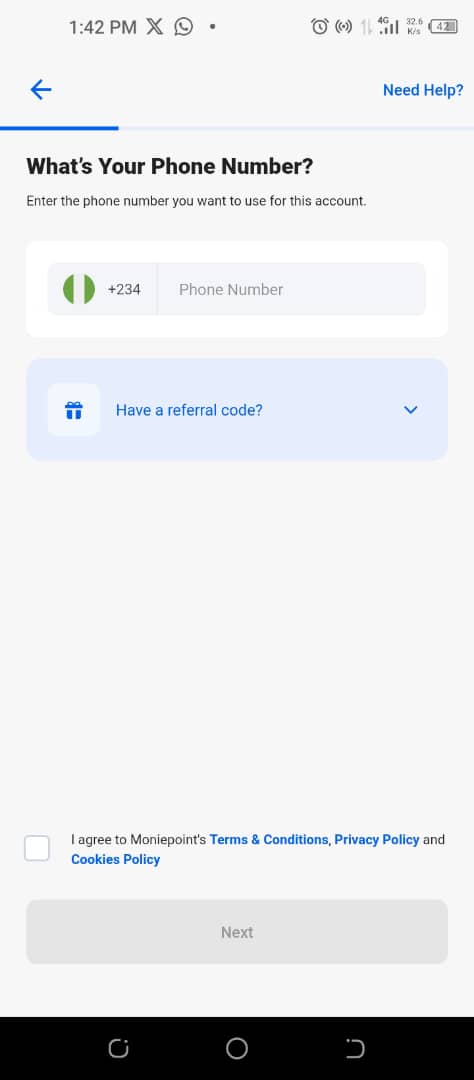 1:42 PM
4G 32.6 K/s 42
Need Help?
What's Your Phone Number?
Enter the phone number you want to use for this account.
+234 Phone Number
Have a referral code?
I agree to Moniepoint's Terms & Conditions, Privacy Policy and
Cookies Policy
Next